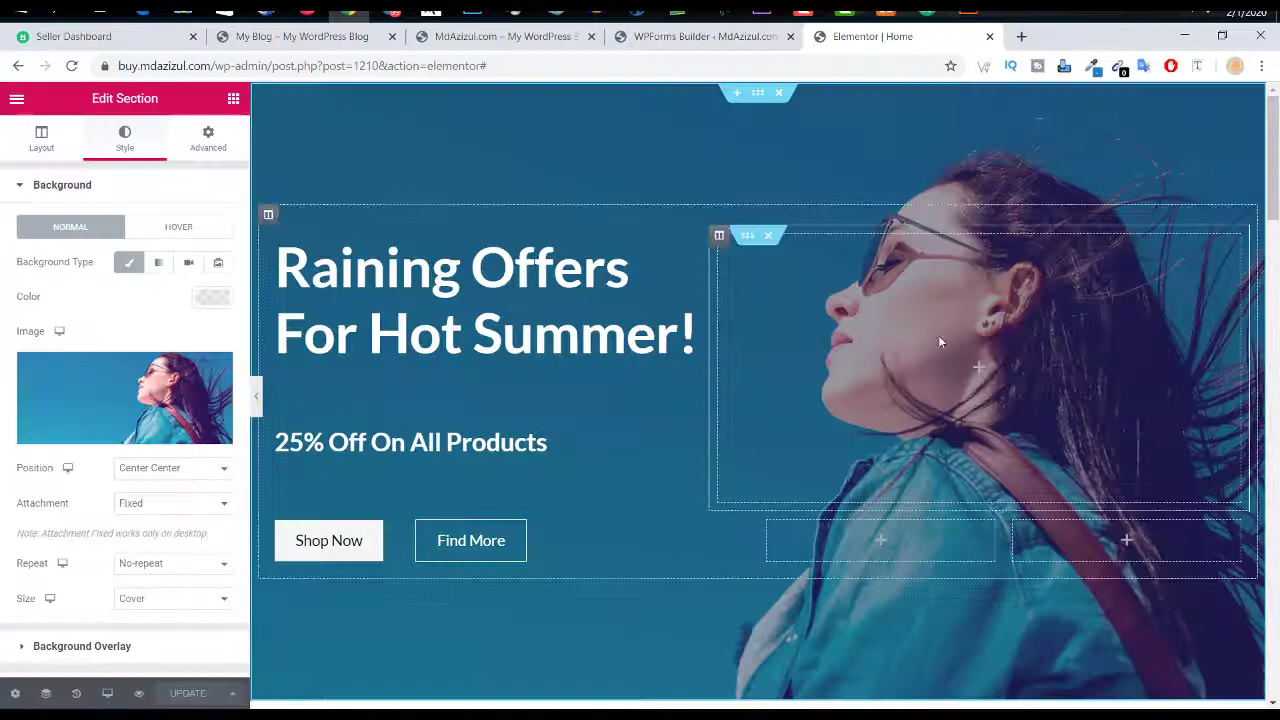 2/1/2020
Seller Dashboard
My Blog – My WordPress Blog
MdAzizul.com – My WordPress S
WPForms Builder ‹ MdAzizul.com
Elementor | Home
buy.mdazizul.com/wp-admin/post.php?post=1210&action=elementor#
Edit Section
Layout
Style
Advanced
Background
NORMAL
HOVER
Background Type
Color
Image
Position
Center Center
Attachment
Fixed
Note: Attachment Fixed works only on desktop.
Repeat
No-repeat
Size
Cover
Background Overlay
UPDATE
Raining Offers
For Hot Summer!
25% Off On All Products
Shop Now
Find More